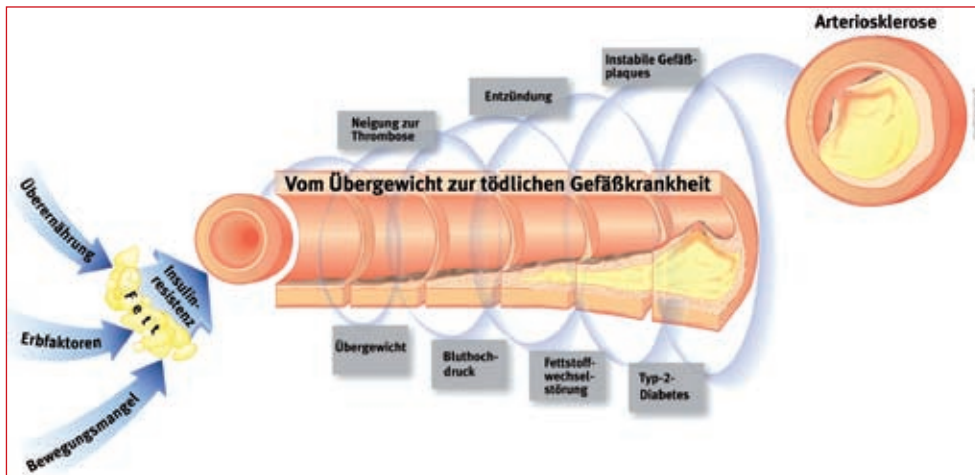 Arteriosklerose
Instabile Gefäß-
plaques
Entzündung
Neigung zur
Thrombose
Vom Übergewicht zur tödlichen Gefäßkrankheit
Überernährung
Insulin-
resistenz
Fett
Erbfaktoren
Bewegungsmangel
Übergewicht
Bluthoch-
druck
Fettstoff-
wechsel-
störung
Typ-2-
Diabetes